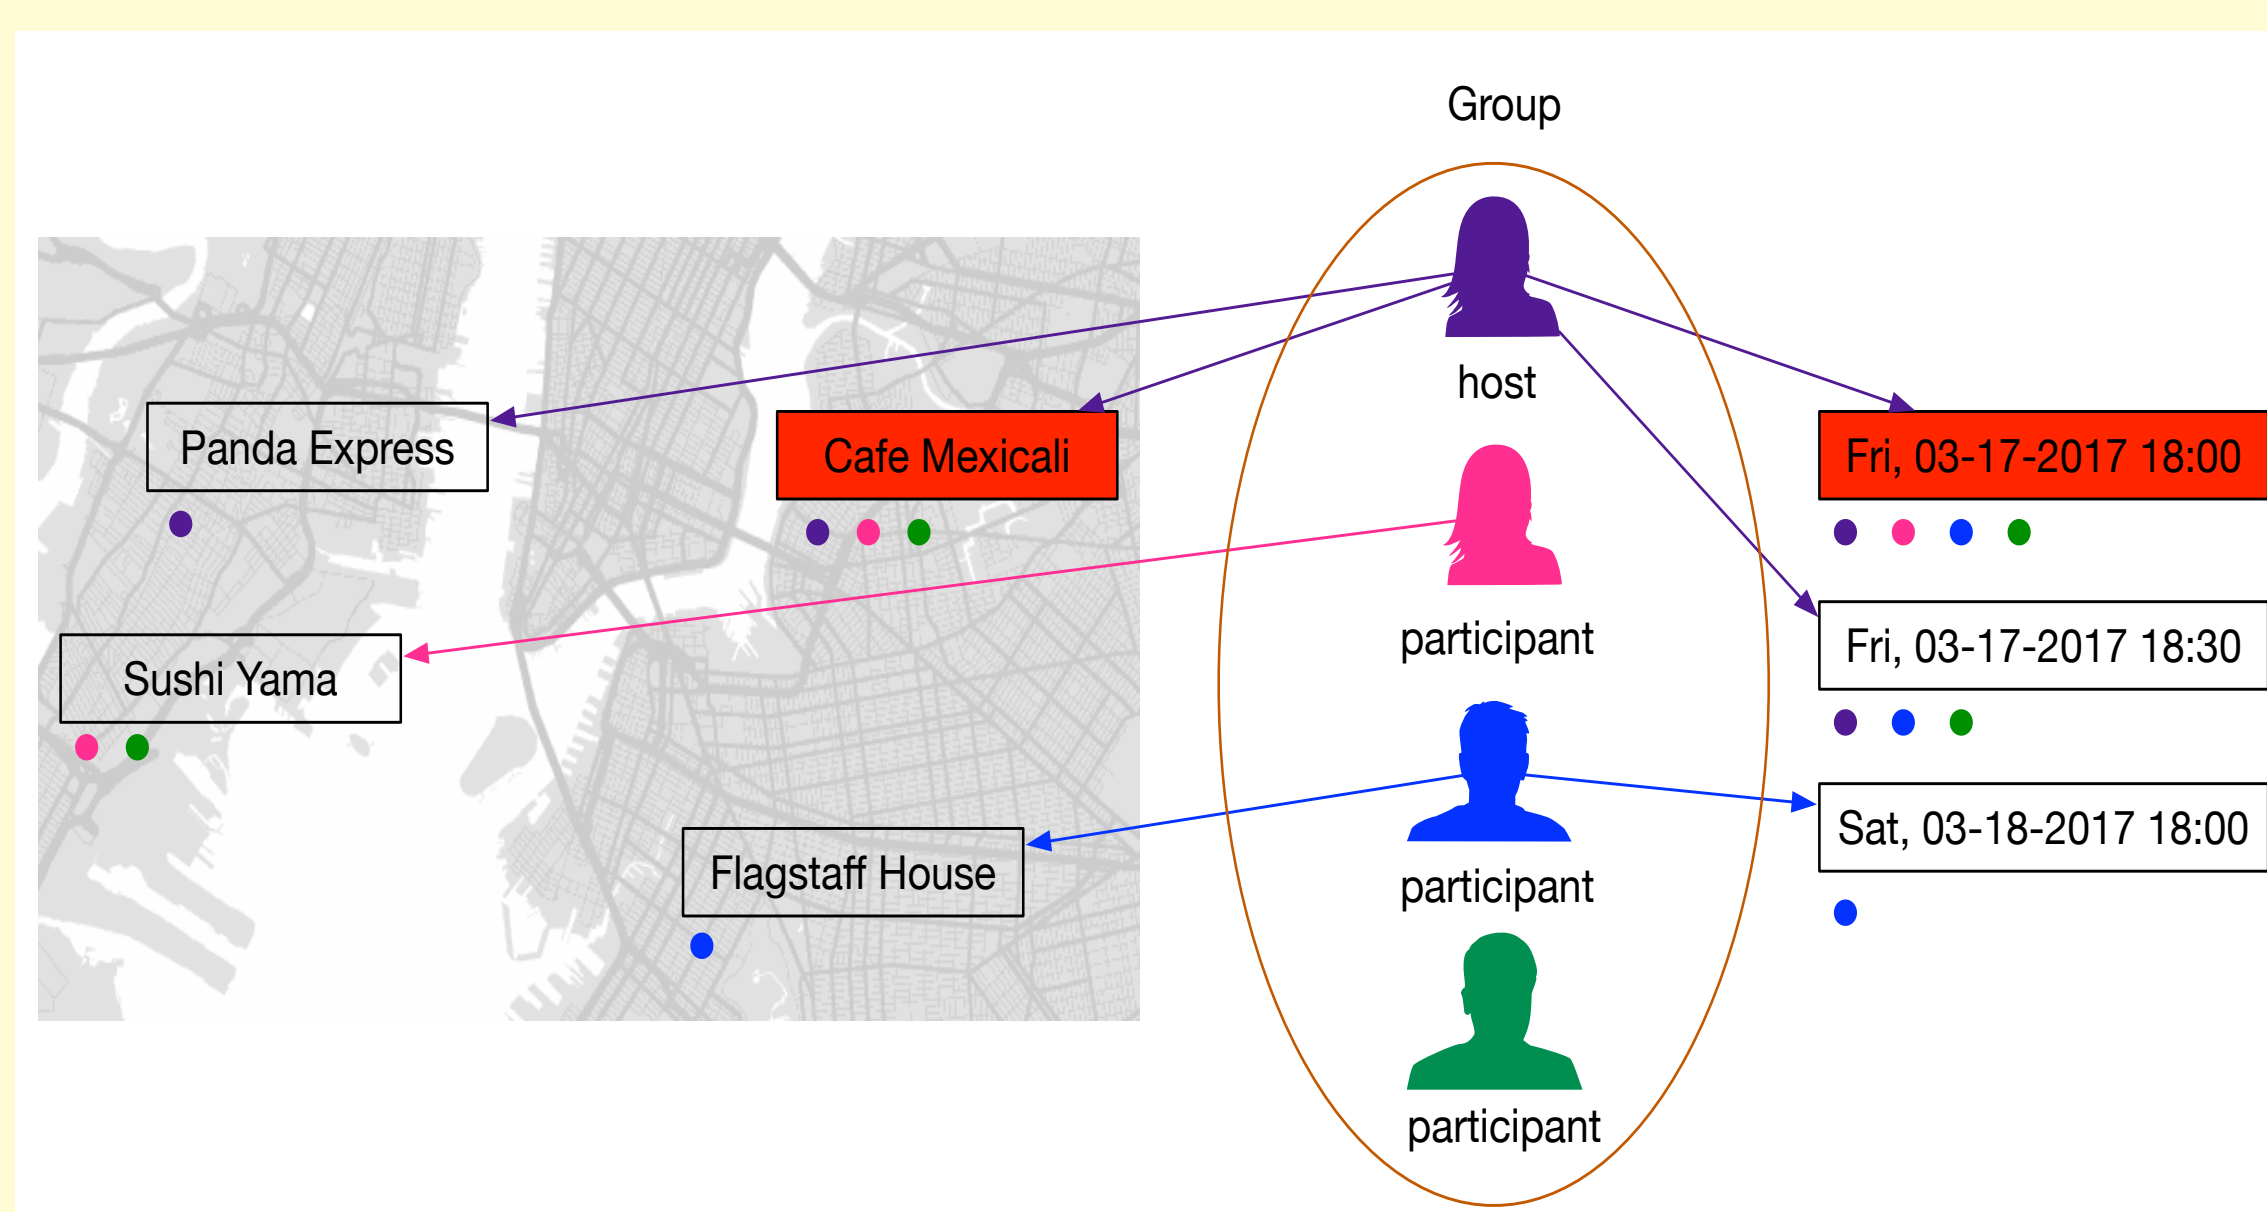 Group
host
Panda Express
Cafe Mexicali
Fri, 03-17-2017 18:00
participant
Fri, 03-17-2017 18:30
Sushi Yama
Sat, 03-18-2017 18:00
Flagstaff House
participant
participant